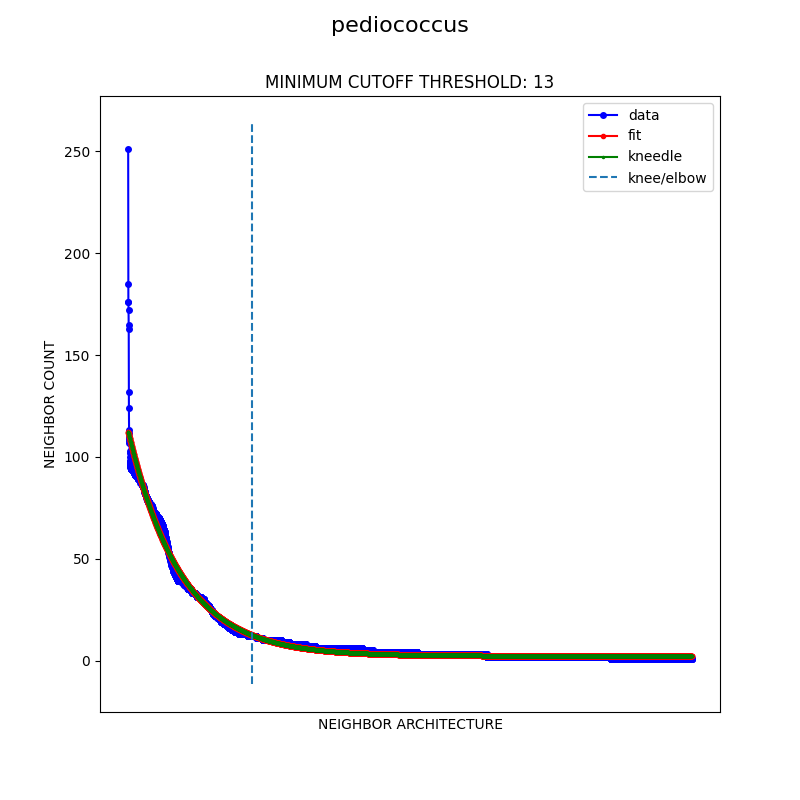 pediococcus
MINIMUM CUTOFF THRESHOLD: 13
data
fit
kneedle
knee/elbow
250
200
150
100
50
0
NEIGHBOR COUNT
NEIGHBOR ARCHITECTURE